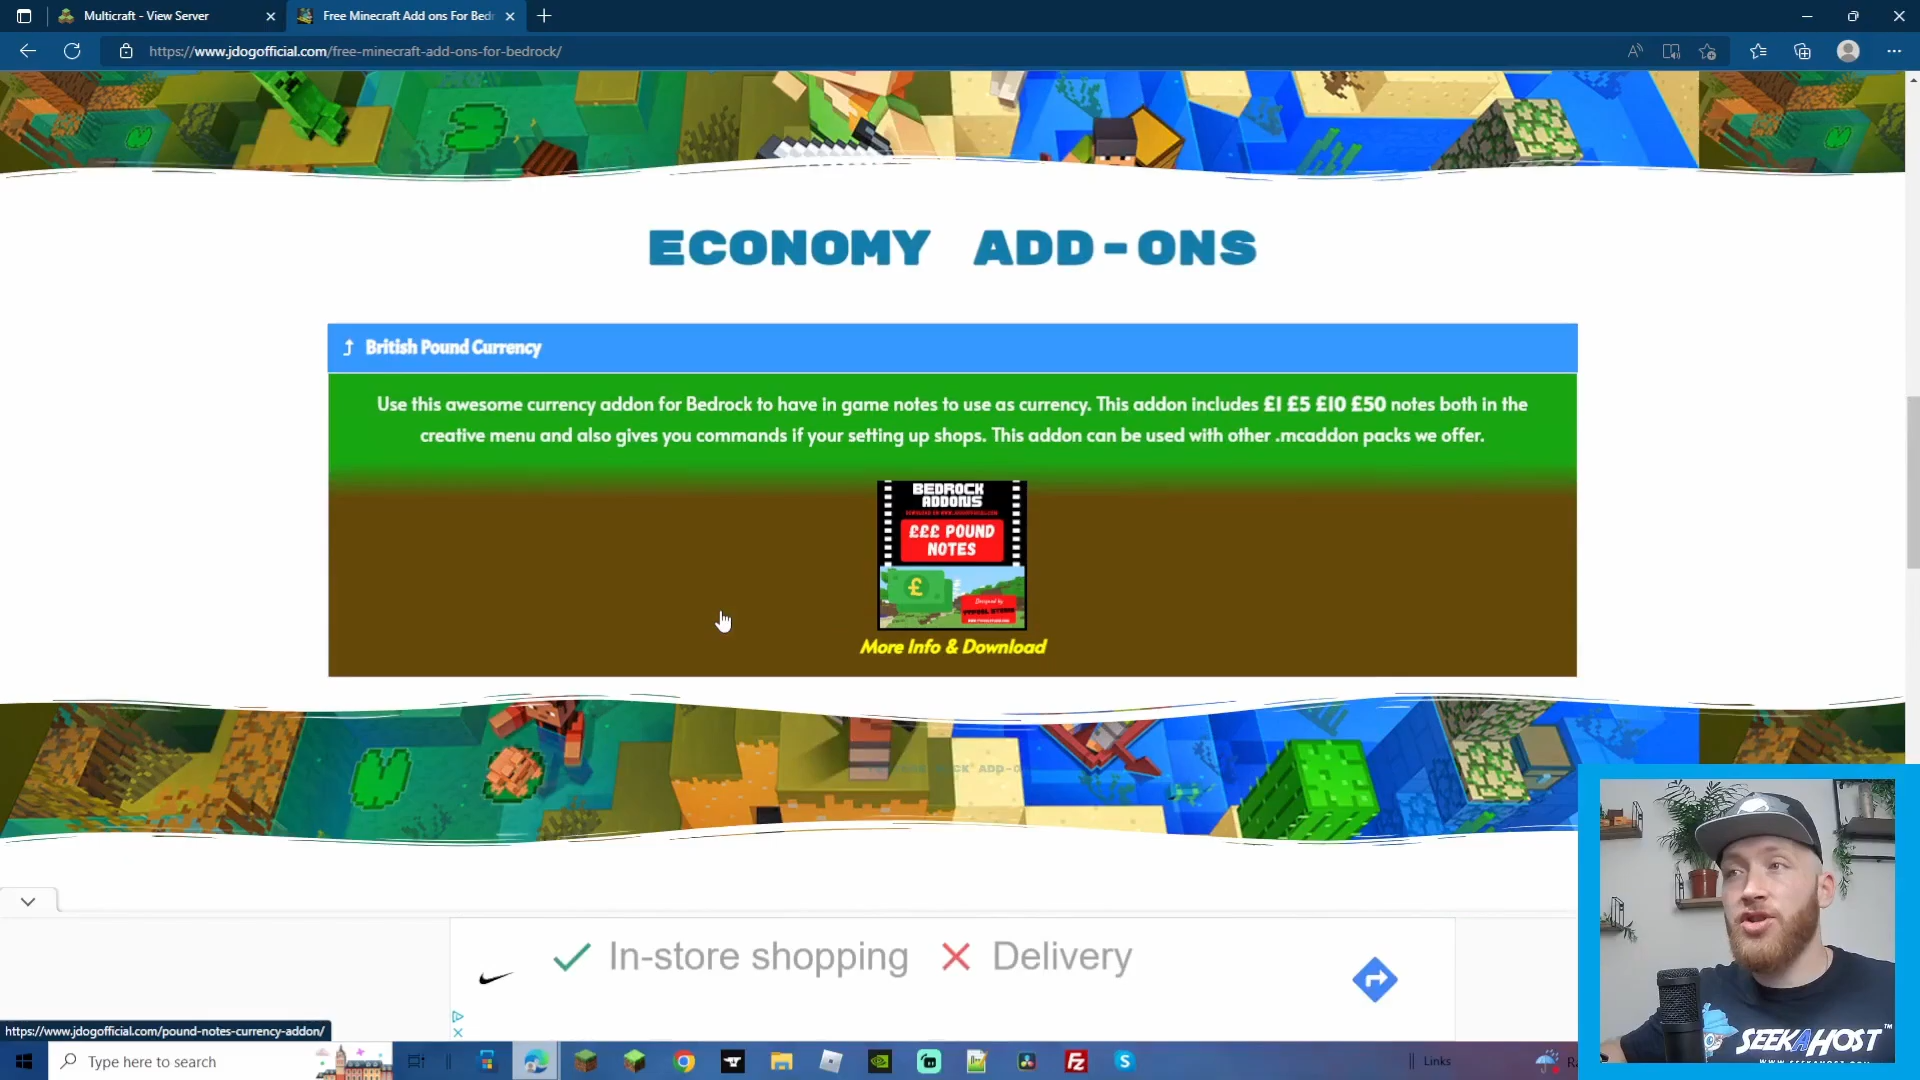 Multicraft - View Server
Free Minecraft Add ons For Bedr
https://www.jdogofficial.com/free-minecraft-add-ons-for-bedrock/
ECONOMY ADD-ONS
British Pound Currency
Use this awesome currency addon for Bedrock to have in game notes to use as currency. This addon includes £1 £5 £10 £50 notes both in the
creative menu and also gives you commands if your setting up shops. This addon can be used with other .mcaddon packs we offer.
BEDROCK
ADDONS
£££ POUND
NOTES
£
More Info & Download
In-store shopping
Delivery
https://www.jdogofficial.com/pound-notes-currency-addon/
SEEKAHOST™
Type here to search
Links